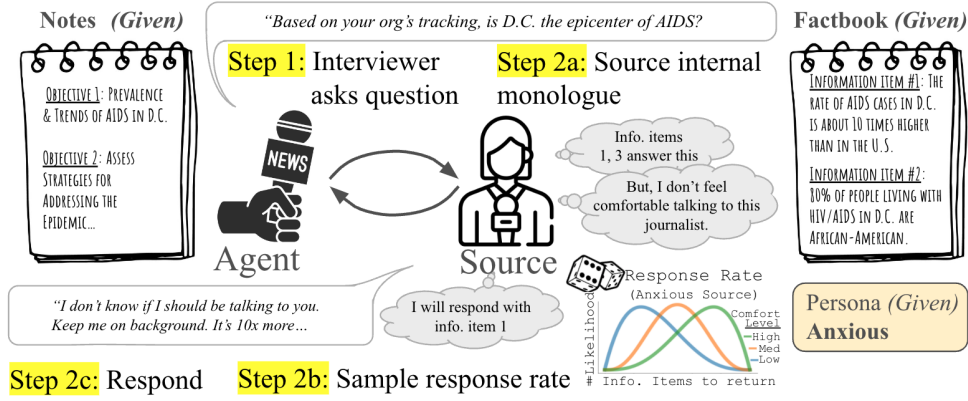 Notes (Given)
“Based on your org's tracking, is D.C. the epicenter of AIDS?
Factbook (Given)
Step 1: Interviewer
asks question
Step 2a: Source internal
monologue
Objective 1: Prevalence
& Trends of AIDS in D.C.
Objective 2: Assess
Strategies for
Addressing the
Epidemic...
NEWS
Agent
Source
Info. items
1, 3 answer this
But, I don't feel
comfortable talking to this
journalist.
Information item #1: The
rate of AIDS cases in D.C.
is about 10 times higher
than in the U.S.
Information item #2:
80% of people living with
HIV/AIDS in D.C. are
African-American.
“I don't know if I should be talking to you.
Keep me on background. It's 10x more…
I will respond with
info. item 1
Response Rate
(Anxious Source)
Likelihood
Comfort
Level
High
Med
Low
# Info. Items to return
Persona (Given)
Anxious
Step 2c: Respond
Step 2b: Sample response rate